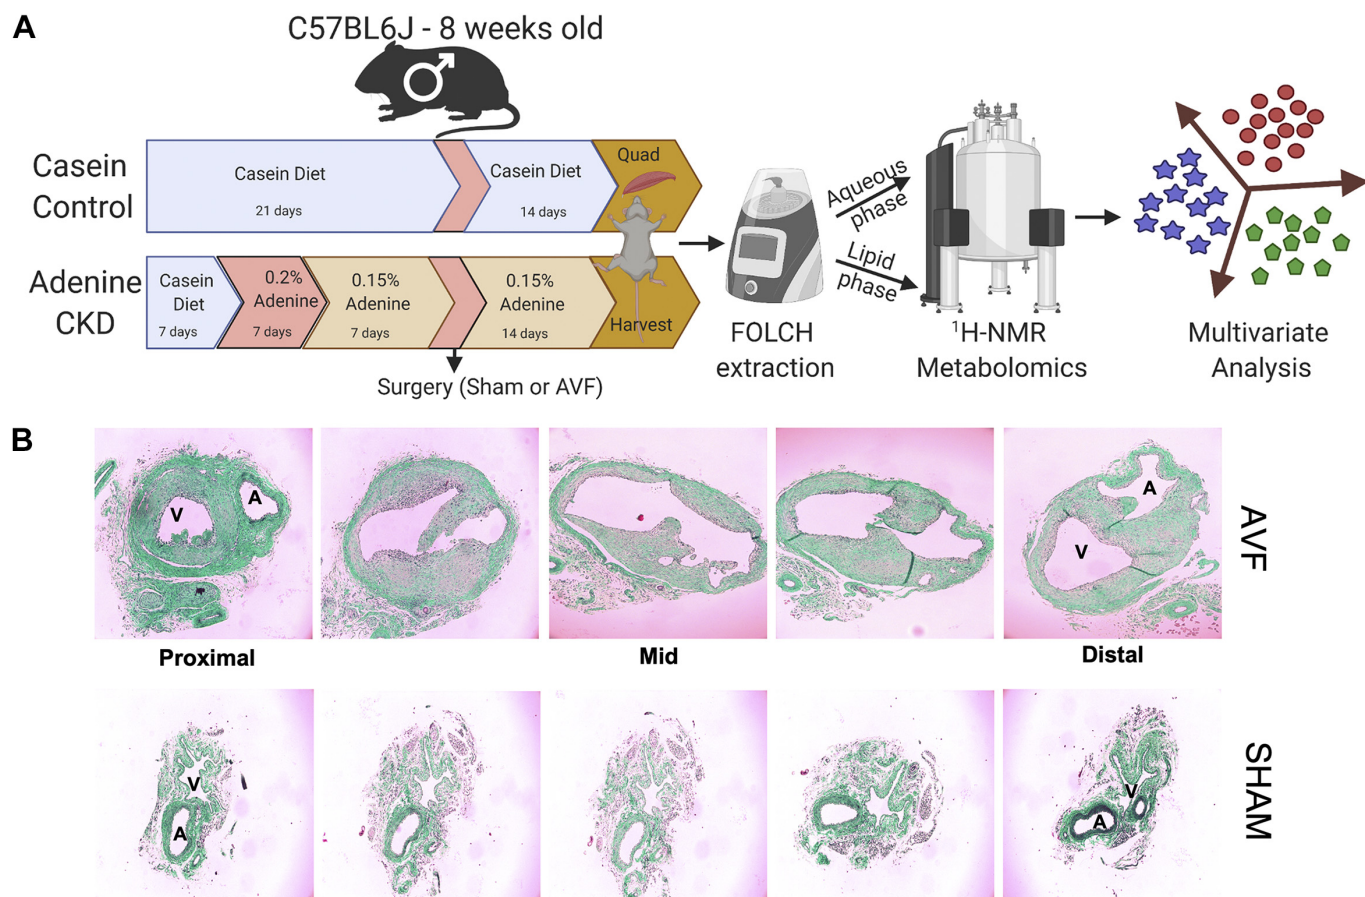 A
C57BL6J - 8 weeks old
Casein
Control
Casein Diet
21 days
Casein Diet
14 days
Quad
Adenine
CKD
Casein
Diet
7 days
0.2%
Adenine
7 days
0.15%
Adenine
7 days
0.15%
Adenine
14 days
Harvest
Surgery (Sham or AVF)
FOLCH
extraction
Aqueous
phase
Lipid
phase
¹H-NMR
Metabolomics
Multivariate
Analysis
B
V
A
A
V
AVF
Proximal
Mid
Distal
V
A
V
A
SHAM